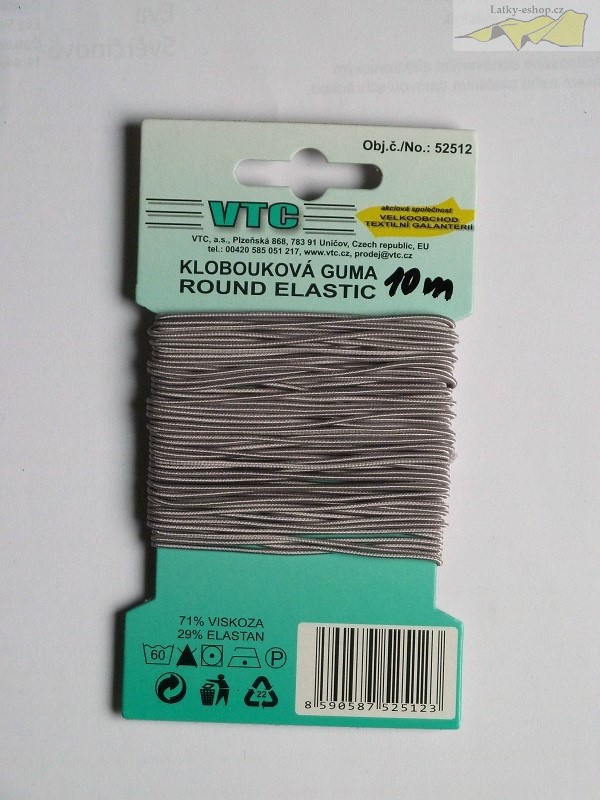 Latky-eshop.cz
Obj.č./No.: 52512
VTC
akciová společnost
VELKOOBCHOD
TEXTILNÍ GALANTERIÍ
VTC, a.s., Plzeňská 868, 783 91 Uničov, Czech republic, EU
tel.: 00420 585 051 217, www.vtc.cz, prodej@vtc.cz
KLOBOUKOVÁ GUMA
ROUND ELASTIC 10m
71% VISKOZA
29% ELASTAN
60 P
22
8 590587 525123